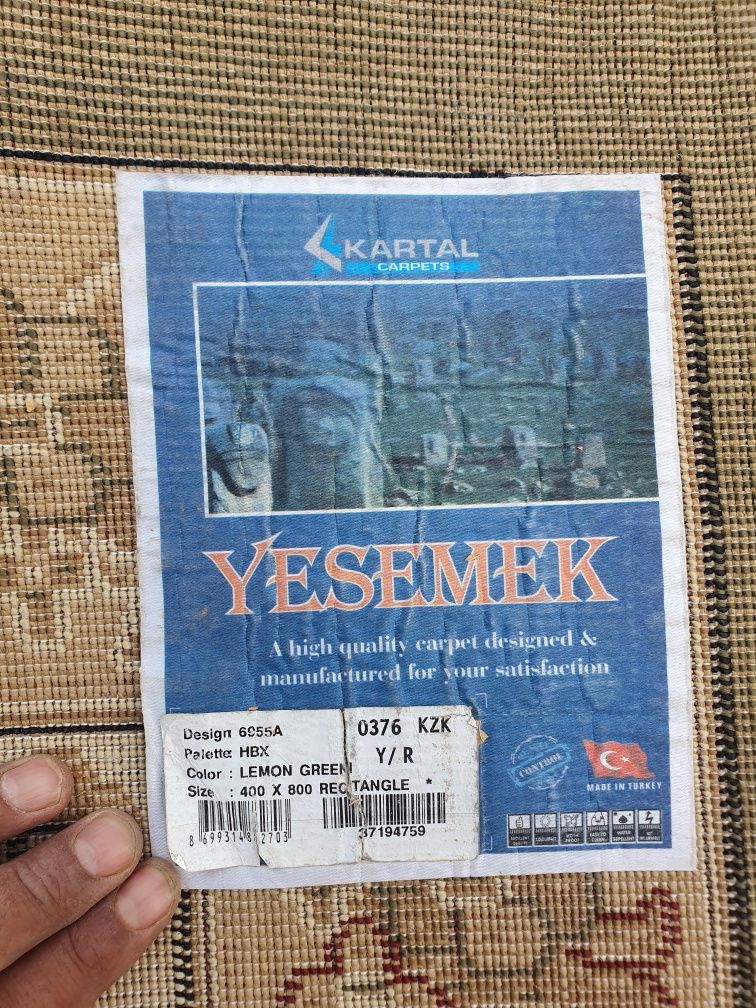 KARTAL
CARPETS
YESEMEK
A high quality carpet designed &
manufactured for your satisfaction
Design 6955A
Palette HBX
Color : LEMON GREEN
Size : 400 X 800 RECTANGLE *
0376 KZK
Y/R
37194759
CONTROL
MADE IN TURKEY